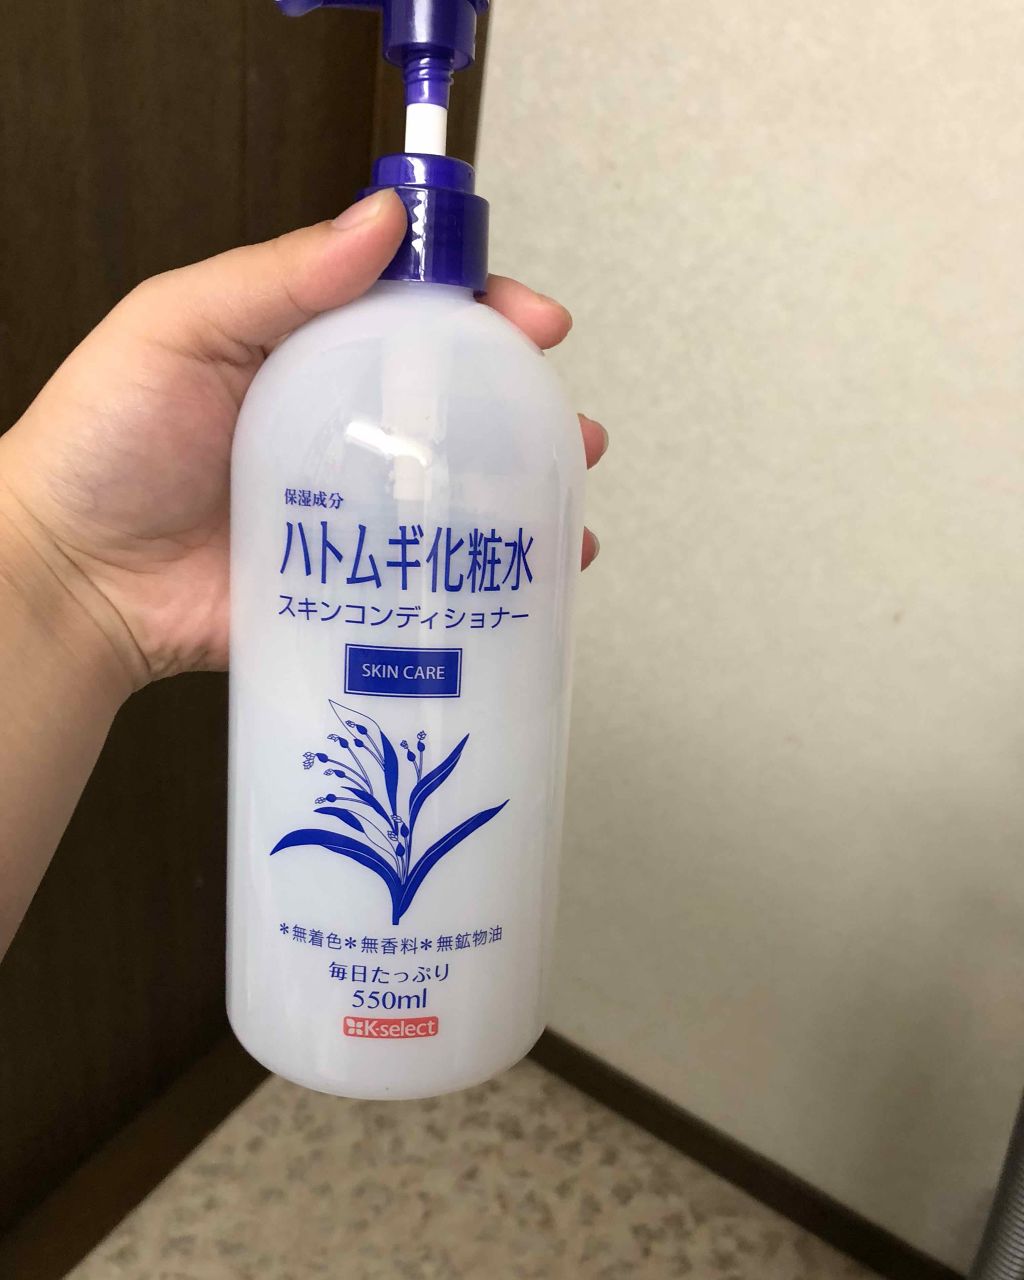 保湿成分
ハトムギ化粧水
スキンコンディショナー
SKIN CARE
＊無着色＊無香料＊無鉱物油
毎日たっぷり
550ml
K-select